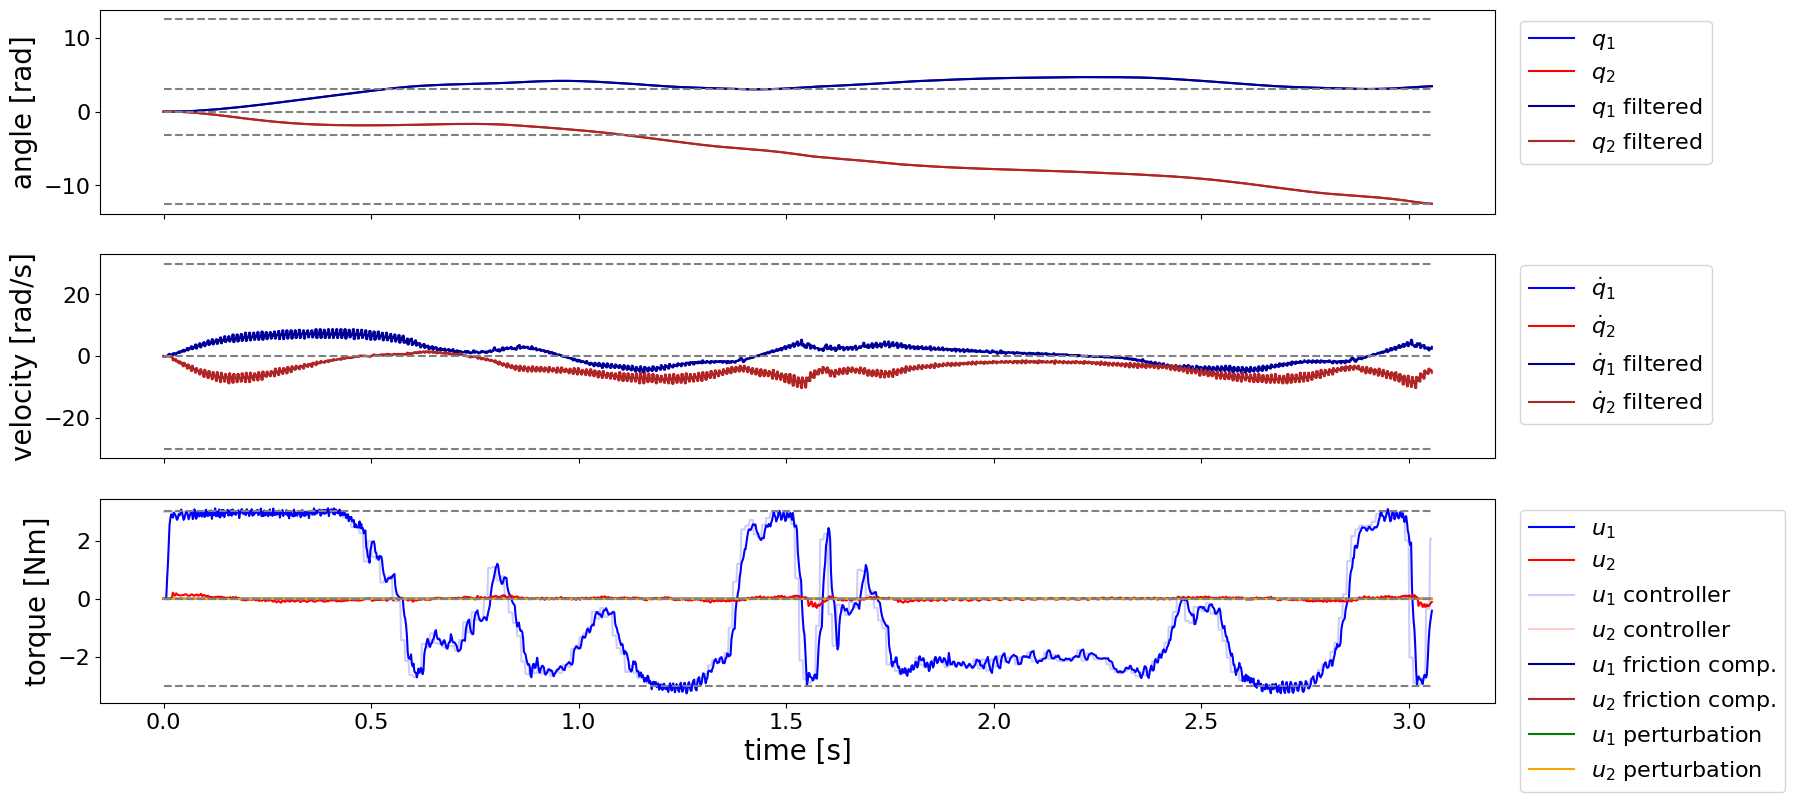 angle [rad]
10
0
−10
q₁
q₂
q₁ filtered
q₂ filtered
velocity [rad/s]
20
0
−20
q̇₁
q̇₂
q̇₁ filtered
q̇₂ filtered
torque [Nm]
2
0
−2
0.0 0.5 1.0 1.5 2.0 2.5 3.0
time [s]
u₁
u₂
u₁ controller
u₂ controller
u₁ friction comp.
u₂ friction comp.
u₁ perturbation
u₂ perturbation